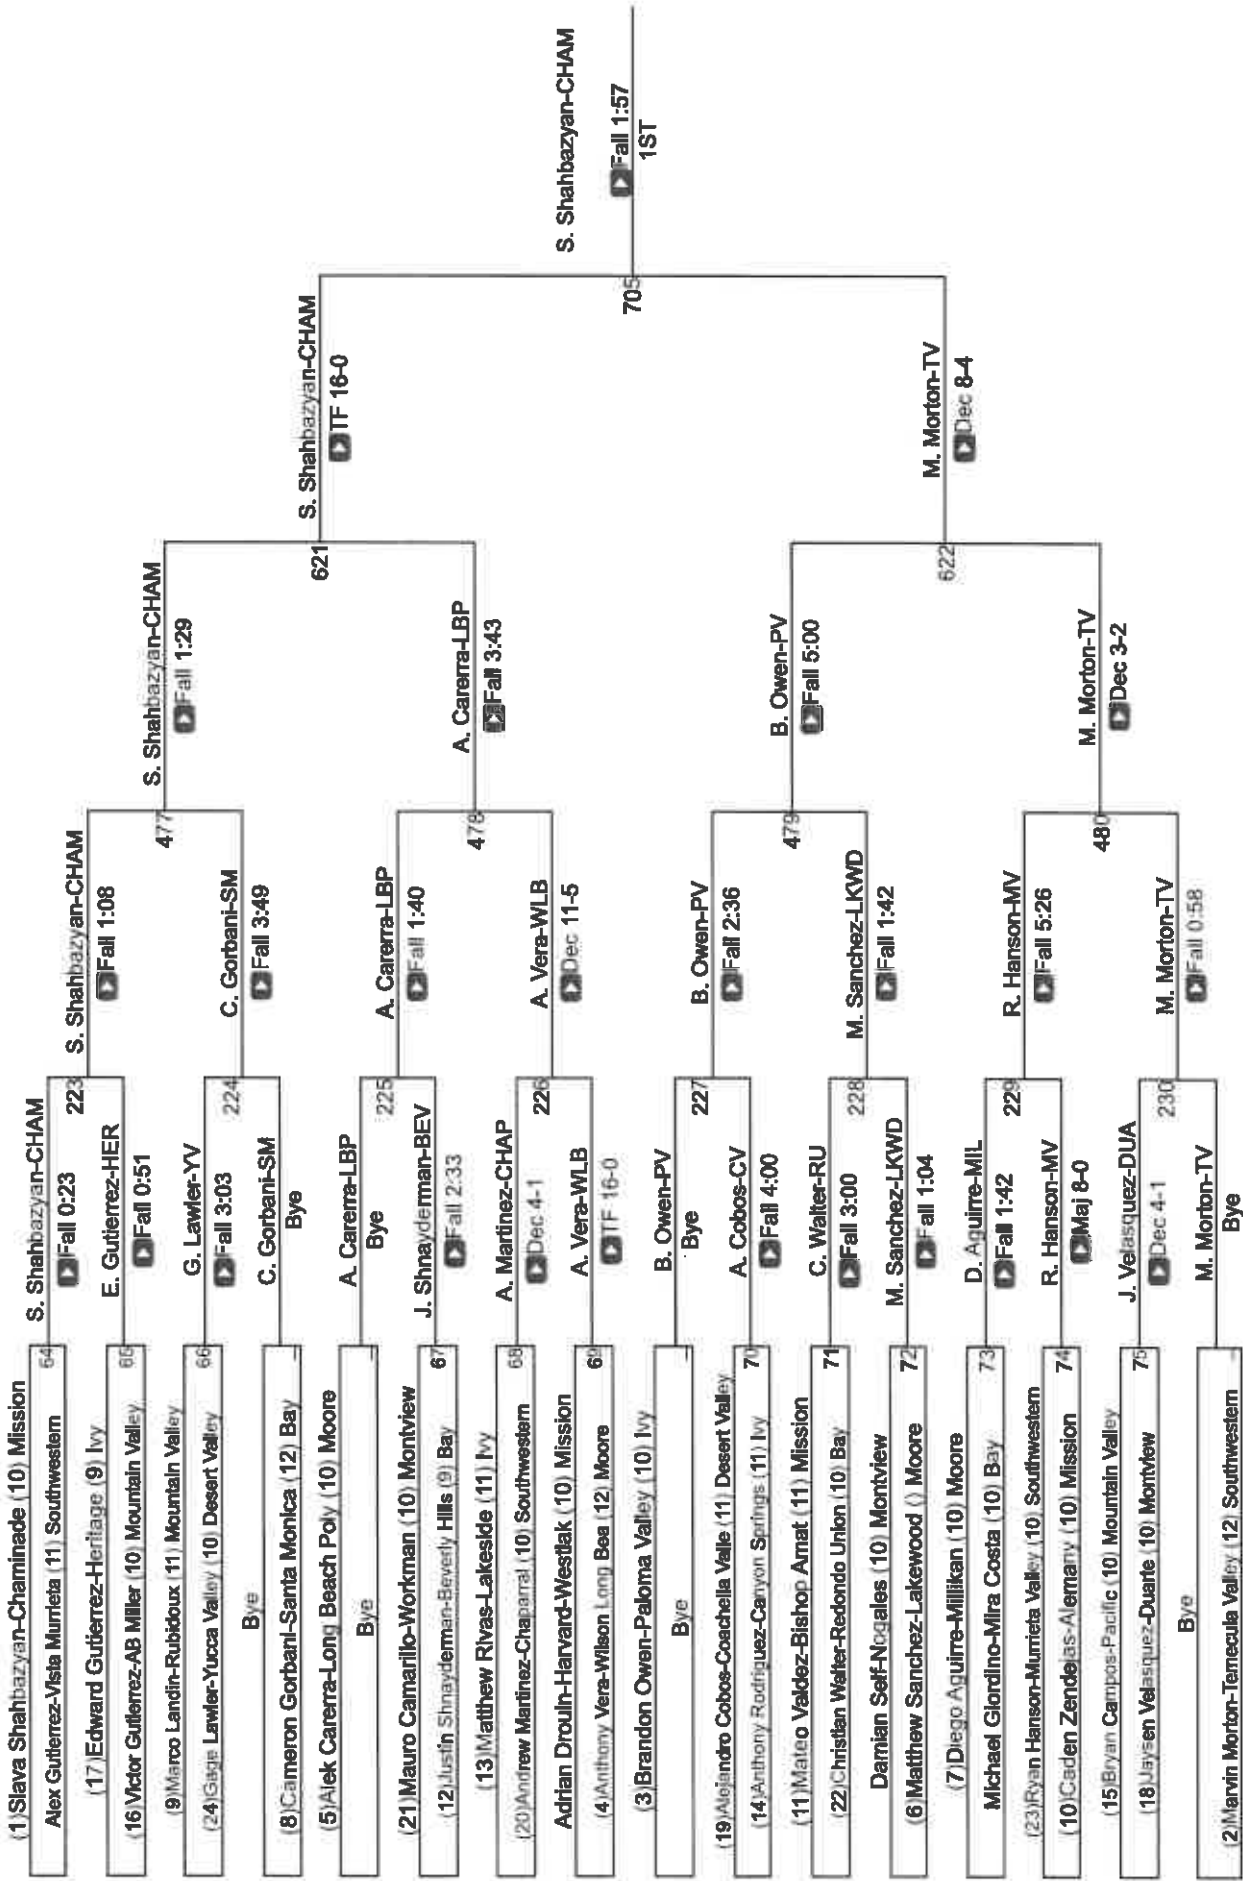 (1)Slava Shahbazyan-Chaminade (10) Mission
64
Alex Gutierrez-Vista Murrieta (11) Southwestern
(17)Edward Gutierrez-Heritage (9) Ivy
65
(16)Victor Gutierrez-AB Miller (10) Mountain Valley
(9)Marco Landin-Rubidoux (11) Mountain Valley
66
(24)Gage Lawler-Yucca Valley (10) Desert Valley
Bye
(8)Cameron Gorbani-Santa Monica (12) Bay
(5)Alek Carerra-Long Beach Poly (10) Moore
Bye
(21)Mauro Camarillo-Workman (10) Montview
67
(12)Justin Shnayderman-Beverly Hills (9) Bay
(13)Matthew Rivas-Lakeside (11) Ivy
68
(20)Andrew Martinez-Chaparral (10) Southwestern
Adrian Drouin-Harvard-Westlak (10) Mission
69
(4)Anthony Vera-Wilson Long Bea (12) Moore
(3)Brandon Owen-Paloma Valley (10) Ivy
Bye
(19)Alejandro Cobos-Coachella Valle (11) Desert Valley
70
(14)Anthony Rodriguez-Canyon Springs (11) Ivy
(11)Mateo Valdez-Bishop Amat (11) Mission
71
(22)Christian Walter-Redondo Union (10) Bay
Damian Self-Nogales (10) Montview
72
(6)Matthew Sanchez-Lakewood () Moore
(7)Diego Aguirre-Millikan (10) Moore
73
Michael Giordino-Mira Costa (10) Bay
(23)Ryan Hanson-Murrieta Valley (10) Southwestern
74
(10)Caden Zendejas-Alemany (10) Mission
(15)Bryan Campos-Pacific (10) Mountain Valley
75
(18)Jaysen Velasquez-Duarte (10) Montview
Bye
(2)Marvin Morton-Temecula Valley (12) Southwestern
S. Shahbazyan-CHAM
Fall 0:23
223
E. Gutierrez-HER
Fall 0:51
G. Lawler-YV
Fall 3:03
224
C. Gorbani-SM
Bye
A. Carerra-LBP
Bye
225
J. Shnayderman-BEV
Fall 2:33
A. Martinez-CHAP
Dec 4-1
226
A. Vera-WLB
TF 16-0
B. Owen-PV
Bye
227
A. Cobos-CV
Fall 4:00
C. Walter-RU
Fall 3:00
228
M. Sanchez-LKWD
Fall 1:04
D. Aguirre-MIL
Fall 1:42
229
R. Hanson-MV
Maj 8-0
J. Velasquez-DUA
Dec 4-1
230
M. Morton-TV
Bye
S. Shahbazyan-CHAM
Fall 1:08
477
C. Gorbani-SM
Fall 3:49
A. Carerra-LBP
Fall 1:40
478
A. Vera-WLB
Dec 11-5
B. Owen-PV
Fall 2:36
479
M. Sanchez-LKWD
Fall 1:42
R. Hanson-MV
Fall 5:26
480
M. Morton-TV
Fall 0:58
S. Shahbazyan-CHAM
Fall 1:29
621
A. Carerra-LBP
Fall 3:43
B. Owen-PV
Fall 5:00
622
M. Morton-TV
Dec 3-2
S. Shahbazyan-CHAM
TF 16-0
705
M. Morton-TV
Dec 8-4
S. Shahbazyan-CHAM
Fall 1:57
1ST